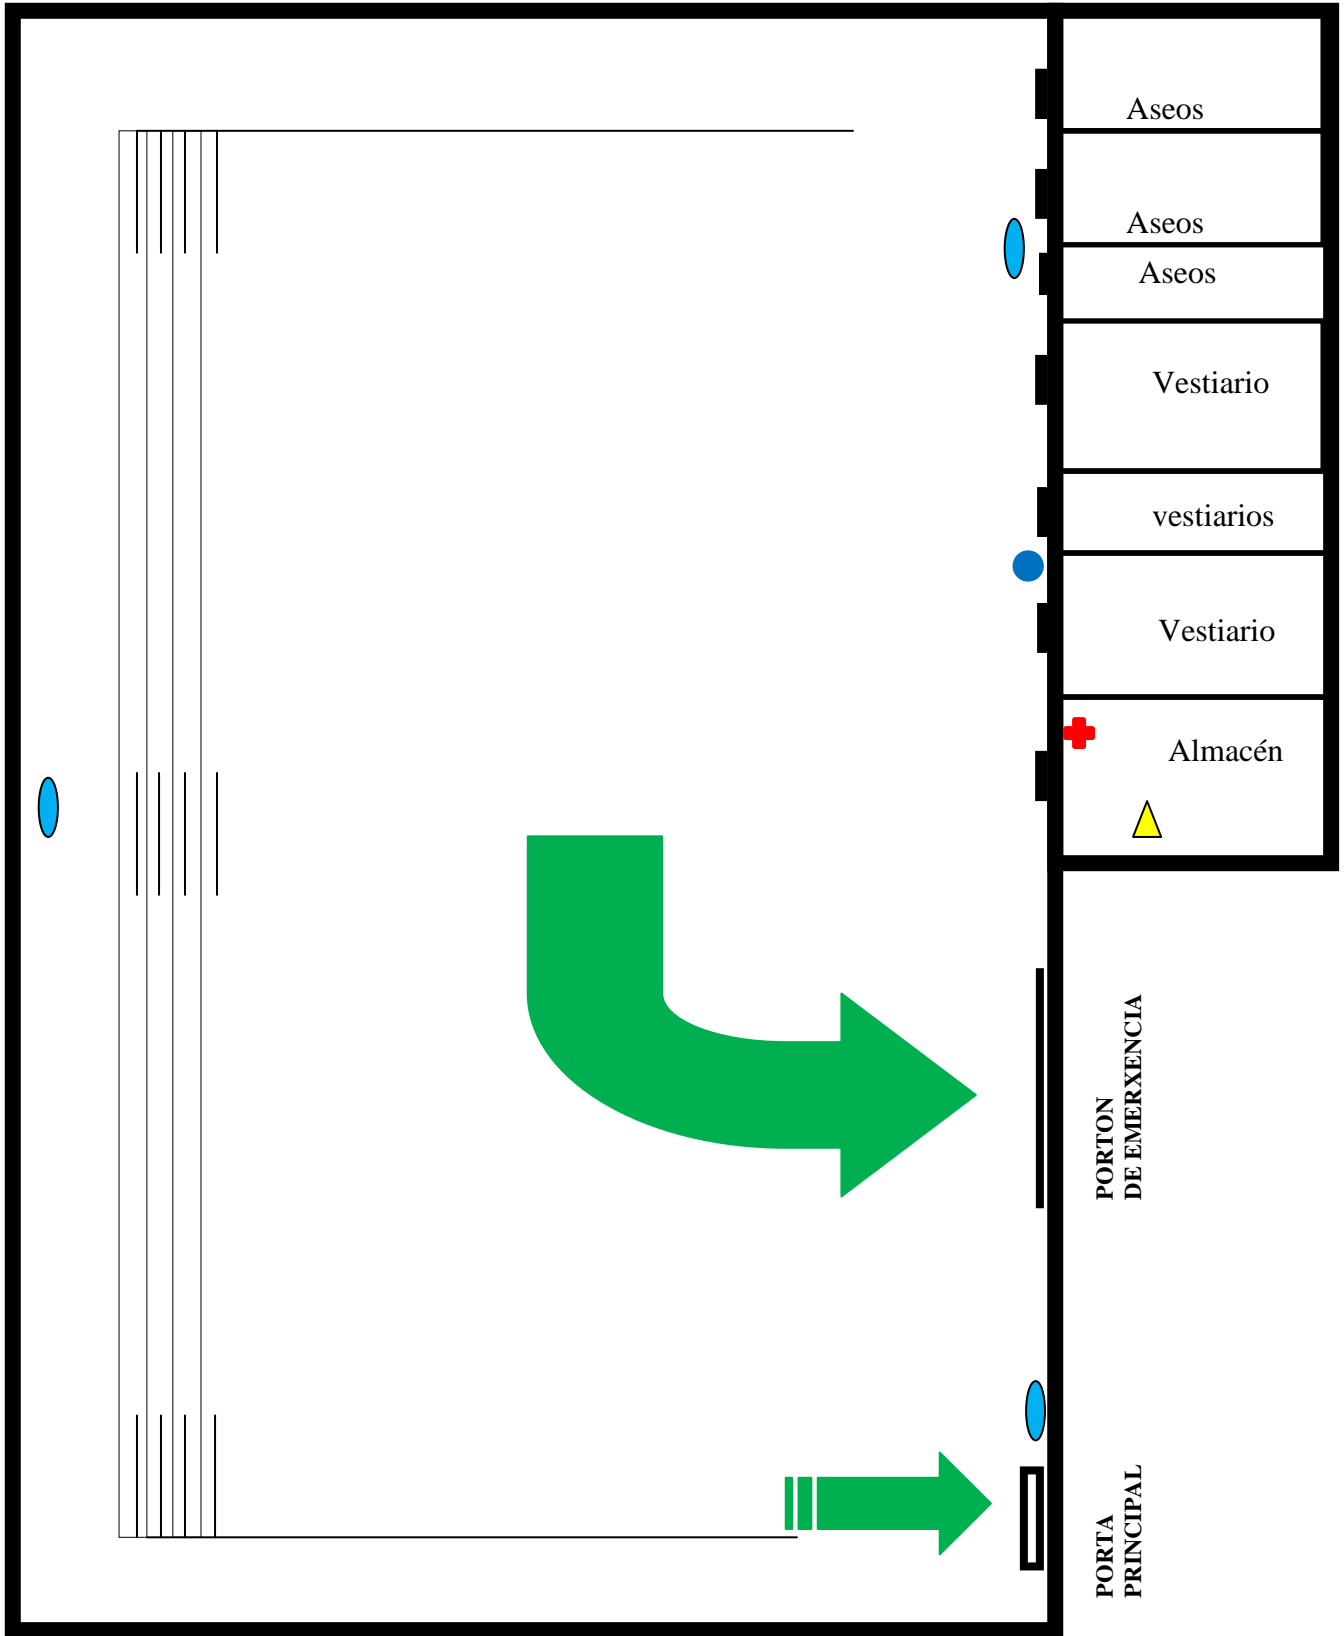 Aseos
Aseos
Aseos
Vestiario
vestiarios
Vestiario
Almacén
PORTON
DE EMERXENCIA
PORTA
PRINCIPAL